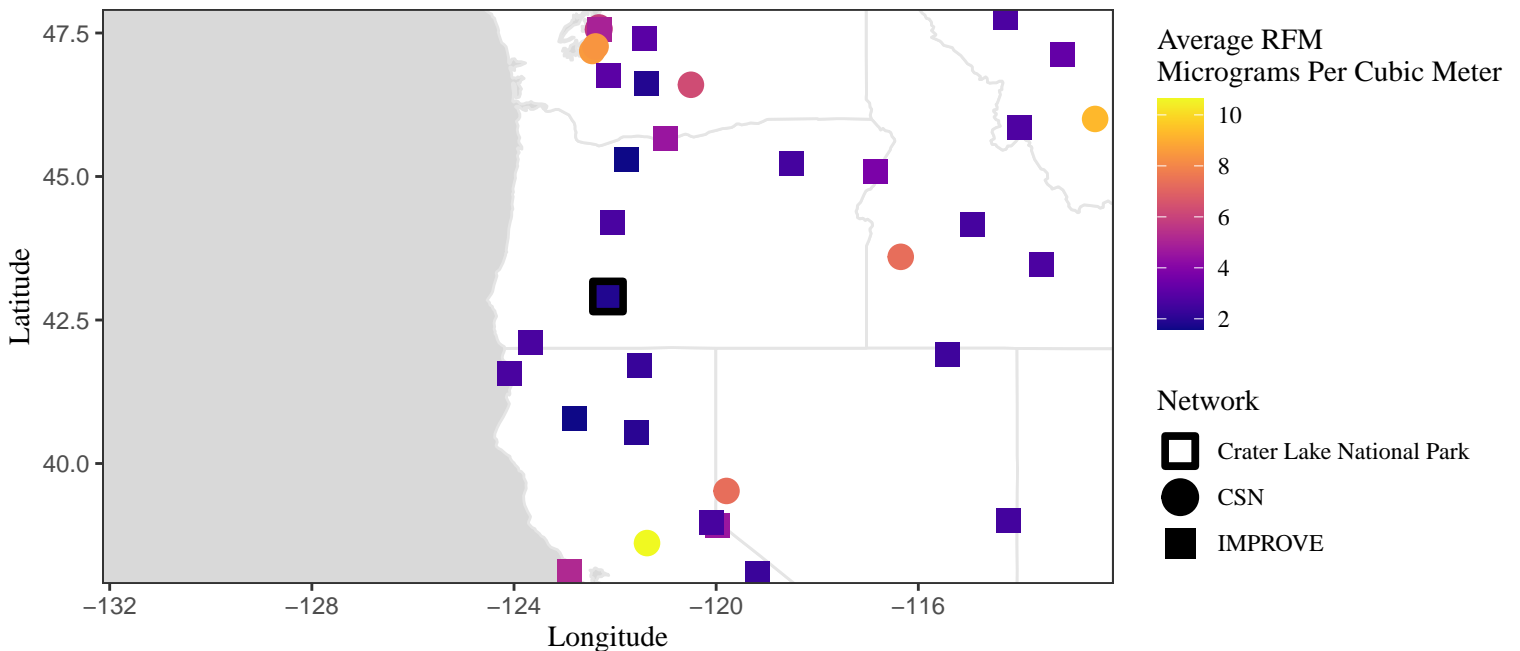 47.5
45.0
42.5
40.0
Latitude
−132
−128
−124
−120
−116
Longitude
Average RFM
Micrograms Per Cubic Meter
10
8
6
4
2
Network
Crater Lake National Park
CSN
IMPROVE